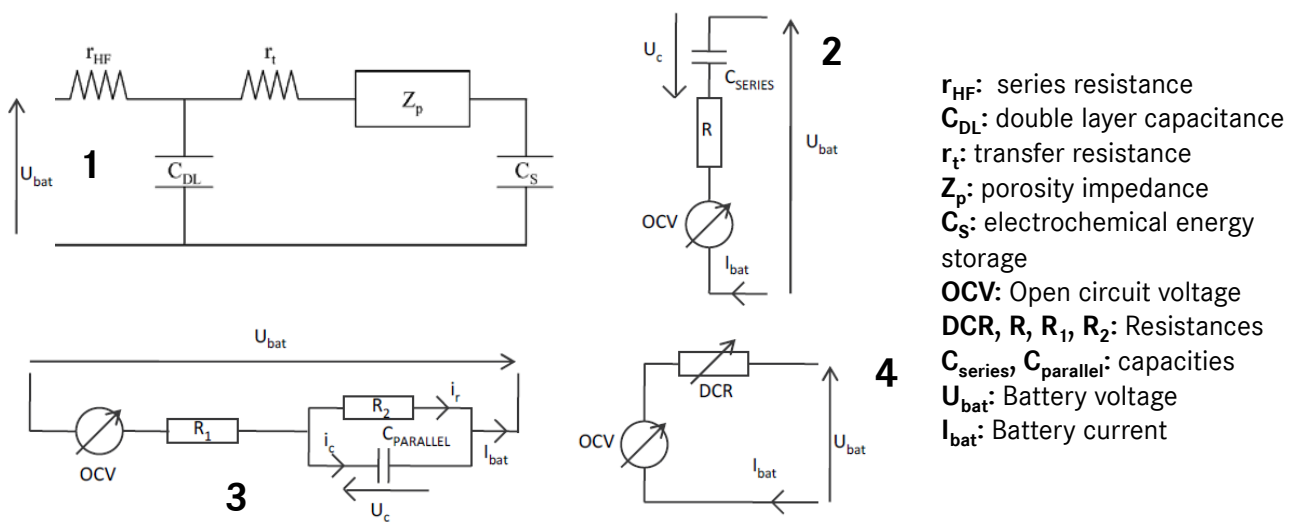 r_HF
r_t
Z_p
U_bat
1
C_DL
C_S
U_c
2
C_SERIES
R
U_bat
OCV
I_bat
U_bat
R_1
R_2
i_r
i_c
C_PARALLEL
I_bat
OCV
U_c
3
DCR
4
OCV
U_bat
I_bat
r_HF: series resistance
C_DL: double layer capacitance
r_t: transfer resistance
Z_p: porosity impedance
C_S: electrochemical energy
storage
OCV: Open circuit voltage
DCR, R, R_1, R_2: Resistances
C_series, C_parallel: capacities
U_bat: Battery voltage
I_bat: Battery current